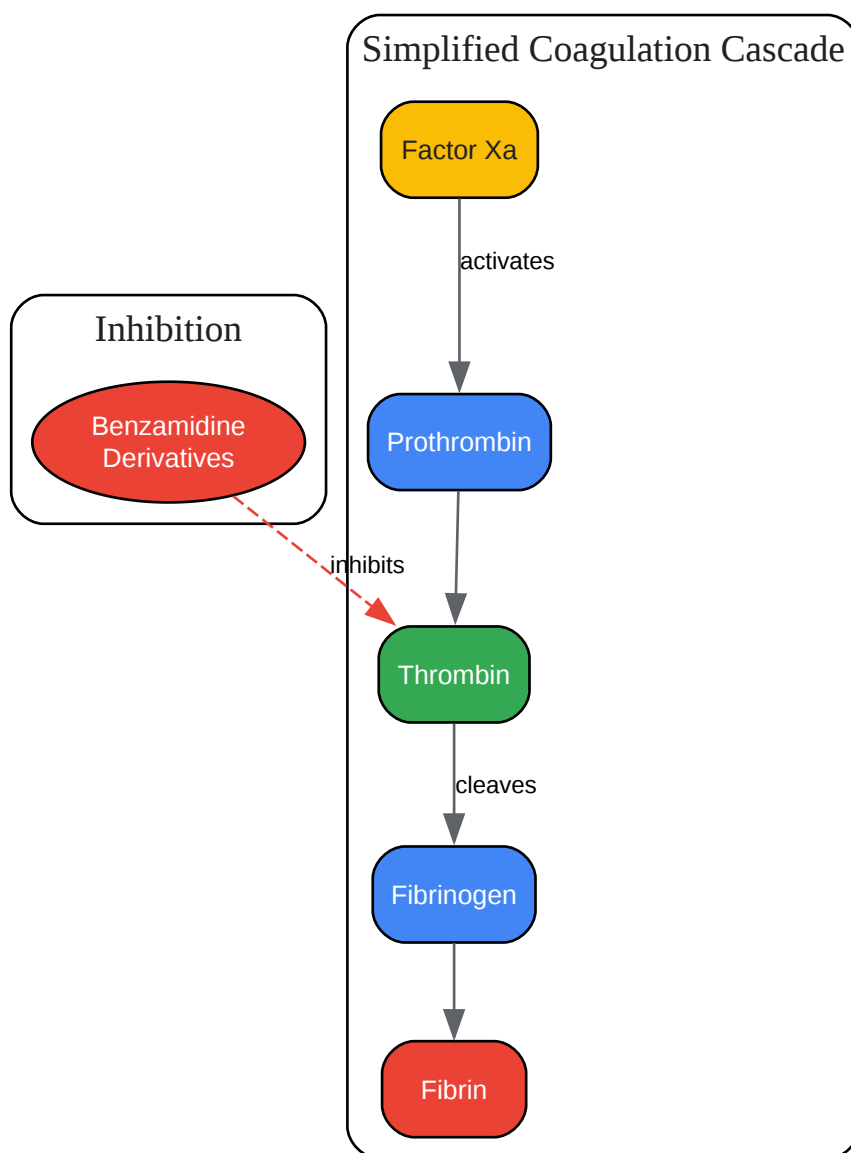 Simplified Coagulation Cascade
Factor Xa
activates
Inhibition
Benzamidine
Derivatives
Prothrombin
inhibits
Thrombin
cleaves
Fibrinogen
Fibrin